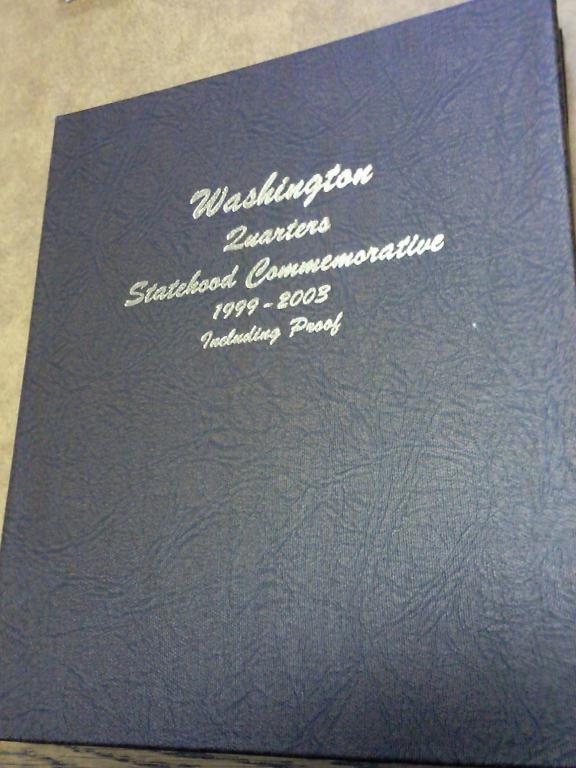 Washington
Quarters
Statehood Commemorative
1999-2003
Including Proof